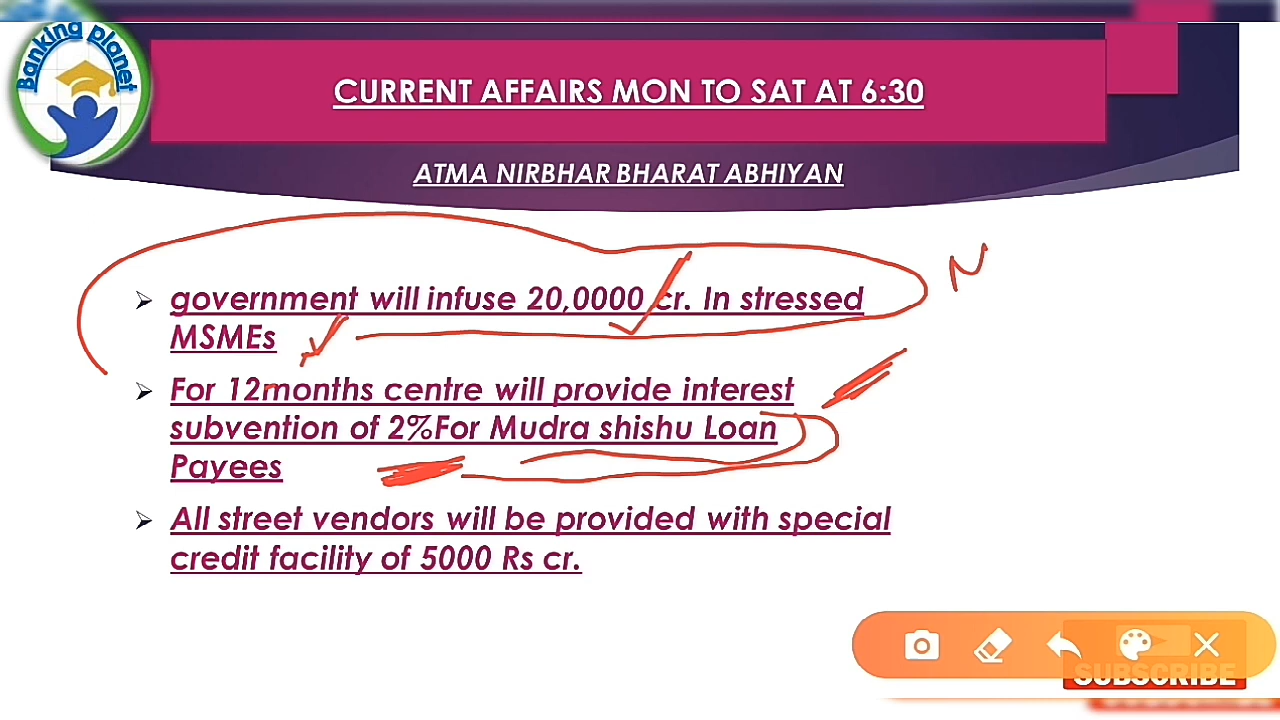 Banking planet
CURRENT AFFAIRS MON TO SAT AT 6:30
ATMA NIRBHAR BHARAT ABHIYAN
government will infuse 20,0000 cr. In stressed
MSMEs
N
For 12months centre will provide interest
subvention of 2%For Mudra shishu Loan
Payees
All street vendors will be provided with special
credit facility of 5000 Rs cr.
SUBSCRIBE